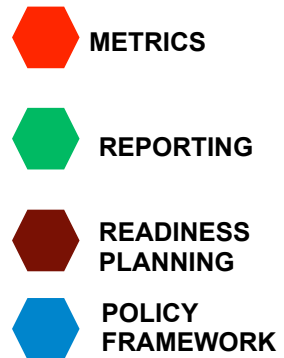 METRICS
REPORTING
READINESS
PLANNING
POLICY
FRAMEWORK